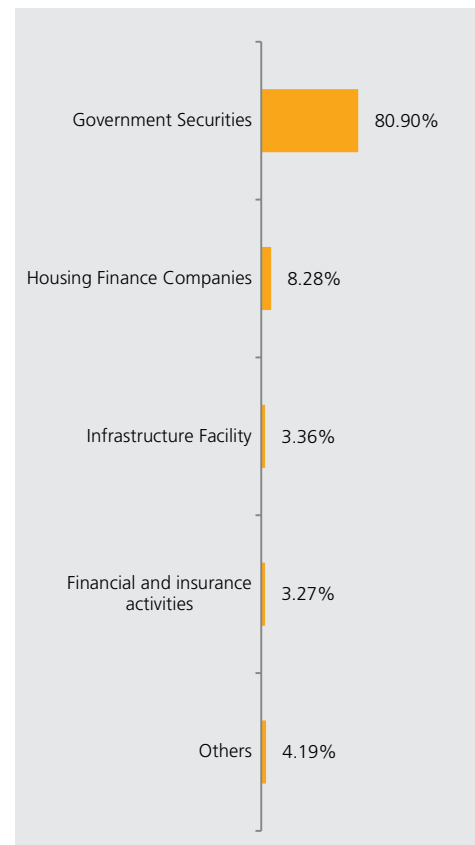 Government Securities 80.90%
Housing Finance Companies 8.28%
Infrastructure Facility 3.36%
Financial and insurance
activities 3.27%
Others 4.19%